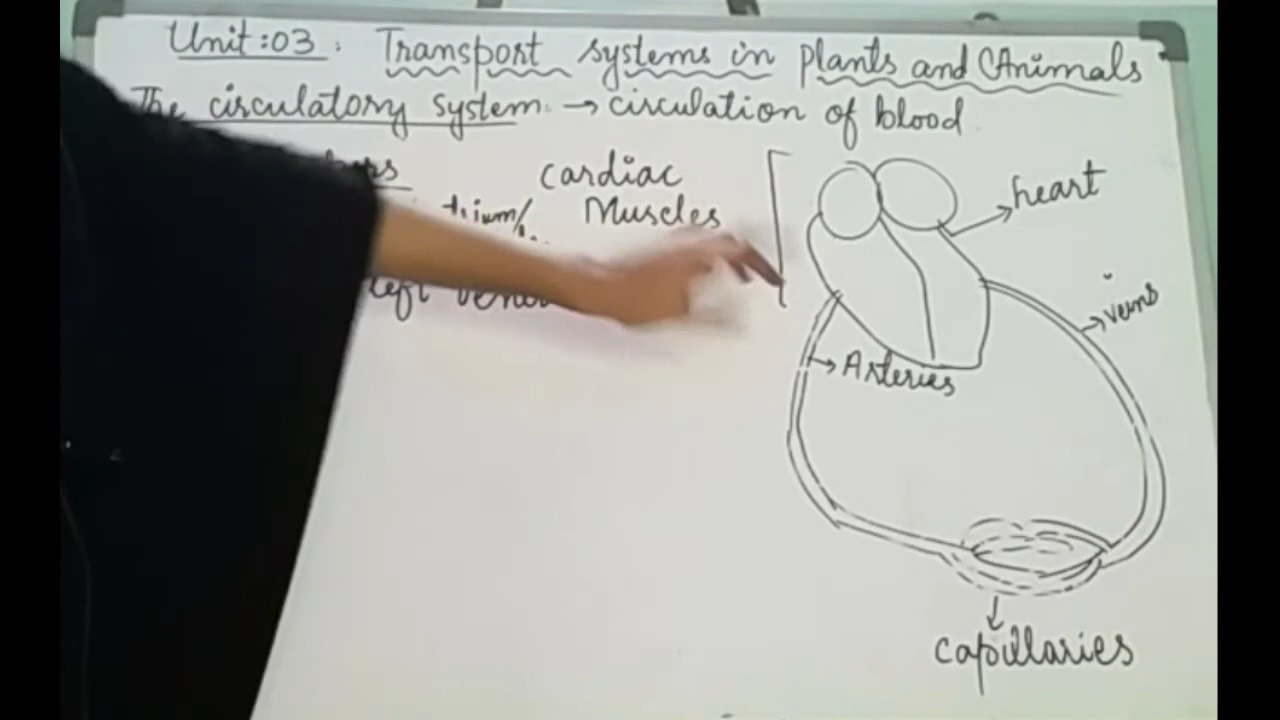 Unit:03: Transport systems in plants and Animals
The circulatory system → circulation of blood
cardiac
Muscles
left
heart
veins
Arteries
capillaries